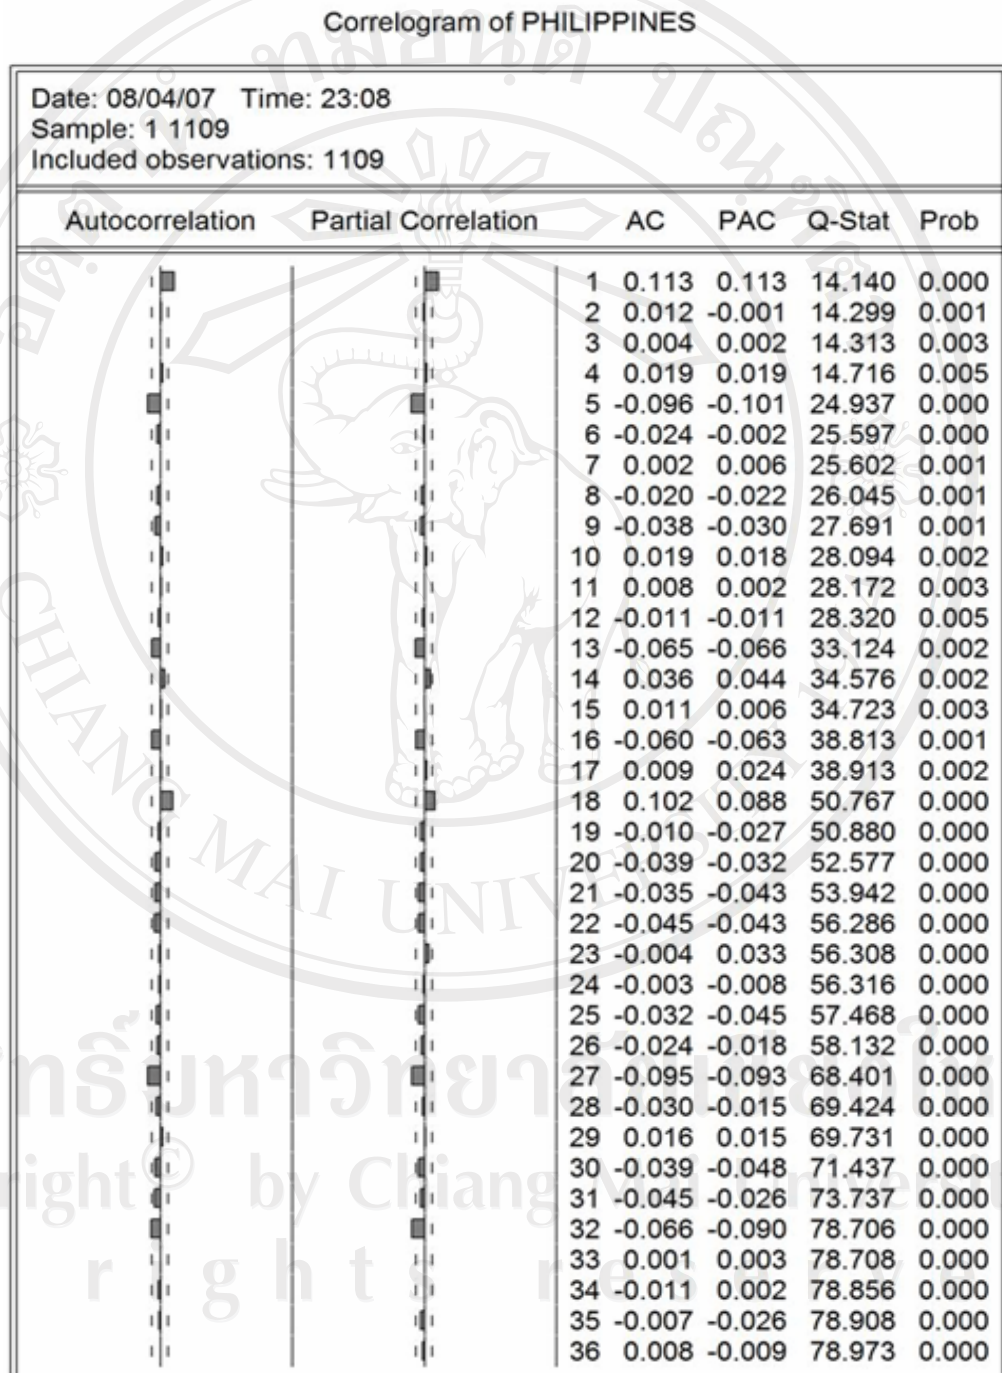 Correlogram of PHILIPPINES
Date: 08/04/07 Time: 23:08
Sample: 1 1109
Included observations: 1109
Autocorrelation Partial Correlation AC PAC Q-Stat Prob
1 0.113 0.113 14.140 0.000
2 0.012 -0.001 14.299 0.001
3 0.004 0.002 14.313 0.003
4 0.019 0.019 14.716 0.005
5 -0.096 -0.101 24.937 0.000
6 -0.024 -0.002 25.597 0.000
7 0.002 0.006 25.602 0.001
8 -0.020 -0.022 26.045 0.001
9 -0.038 -0.030 27.691 0.001
10 0.019 0.018 28.094 0.002
11 0.008 0.002 28.172 0.003
12 -0.011 -0.011 28.320 0.005
13 -0.065 -0.066 33.124 0.002
14 0.036 0.044 34.576 0.002
15 0.011 0.006 34.723 0.003
16 -0.060 -0.063 38.813 0.001
17 0.009 0.024 38.913 0.002
18 0.102 0.088 50.767 0.000
19 -0.010 -0.027 50.880 0.000
20 -0.039 -0.032 52.577 0.000
21 -0.035 -0.043 53.942 0.000
22 -0.045 -0.043 56.286 0.000
23 -0.004 0.033 56.308 0.000
24 -0.003 -0.008 56.316 0.000
25 -0.032 -0.045 57.468 0.000
26 -0.024 -0.018 58.132 0.000
27 -0.095 -0.093 68.401 0.000
28 -0.030 -0.015 69.424 0.000
29 0.016 0.015 69.731 0.000
30 -0.039 -0.048 71.437 0.000
31 -0.045 -0.026 73.737 0.000
32 -0.066 -0.090 78.706 0.000
33 0.001 0.003 78.708 0.000
34 -0.011 0.002 78.856 0.000
35 -0.007 -0.026 78.908 0.000
36 0.008 -0.009 78.973 0.000
CHIANG MAI UNIVERSITY
by Chiang Mai